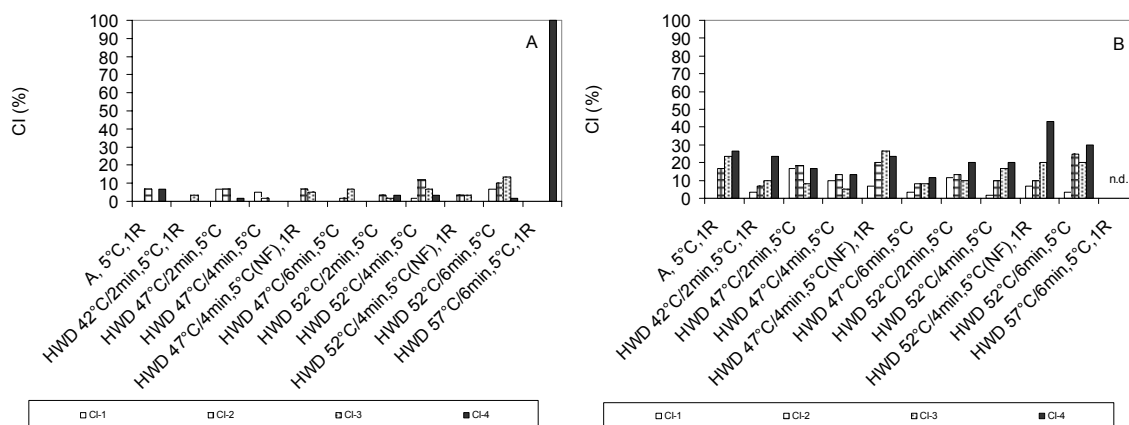 A
CI (%)
100
90
80
70
60
50
40
30
20
10
0
A, 5°C, 1R
HWD 42°C/2min,5°C, 1R
HWD 47°C/2min,5°C
HWD 47°C/4min,5°C
HWD 47°C/4min,5°C(NF), 1R
HWD 47°C/6min,5°C
HWD 52°C/2min,5°C
HWD 52°C/4min,5°C
HWD 52°C/4min,5°C(NF), 1R
HWD 52°C/6min,5°C
HWD 57°C/6min,5°C, 1R
CI-1 CI-2 CI-3 CI-4
B
CI (%)
100
90
80
70
60
50
40
30
20
10
0
n.d.
A, 5°C, 1R
HWD 42°C/2min,5°C, 1R
HWD 47°C/2min,5°C
HWD 47°C/4min,5°C
HWD 47°C/4min,5°C(NF), 1R
HWD 47°C/6min,5°C
HWD 52°C/2min,5°C
HWD 52°C/4min,5°C
HWD 52°C/4min,5°C(NF), 1R
HWD 52°C/6min,5°C
HWD 57°C/6min,5°C, 1R
CI-1 CI-2 CI-3 CI-4